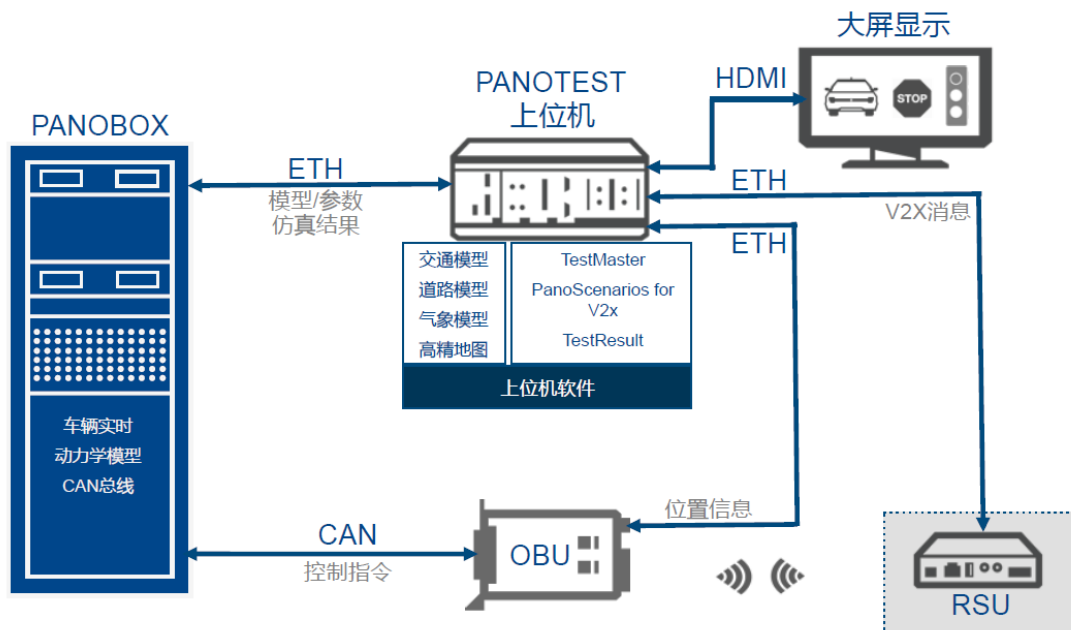 大屏显示
PANOTEST
上位机
HDMI
STOP
PANOBOX
ETH
模型/参数
仿真结果
ETH
V2X消息
ETH
交通模型
道路模型
气象模型
高精地图
TestMaster
PanoScenarios for
V2x
TestResult
上位机软件
车辆实时
动力学模型
CAN总线
CAN
控制指令
OBU
位置信息
RSU